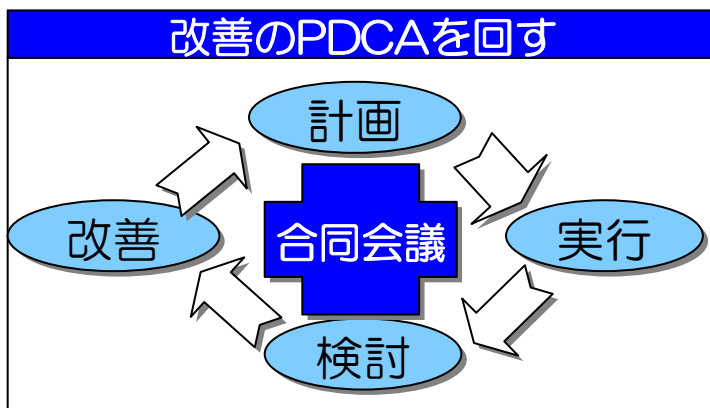 改善のPDCAを回す
計画
改善
合同会議
実行
検討